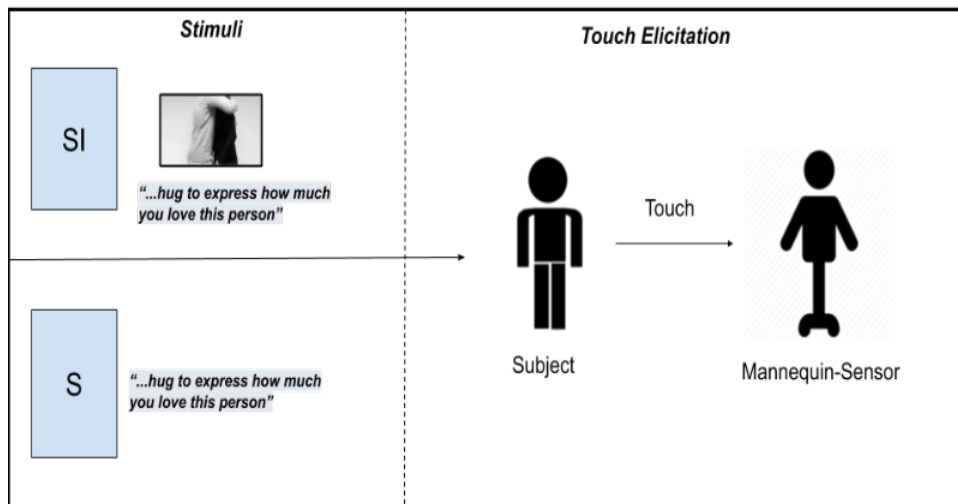 Stimuli
SI
“...hug to express how much
you love this person”
S
“...hug to express how much
you love this person”
Touch Elicitation
Touch
Subject
Mannequin-Sensor